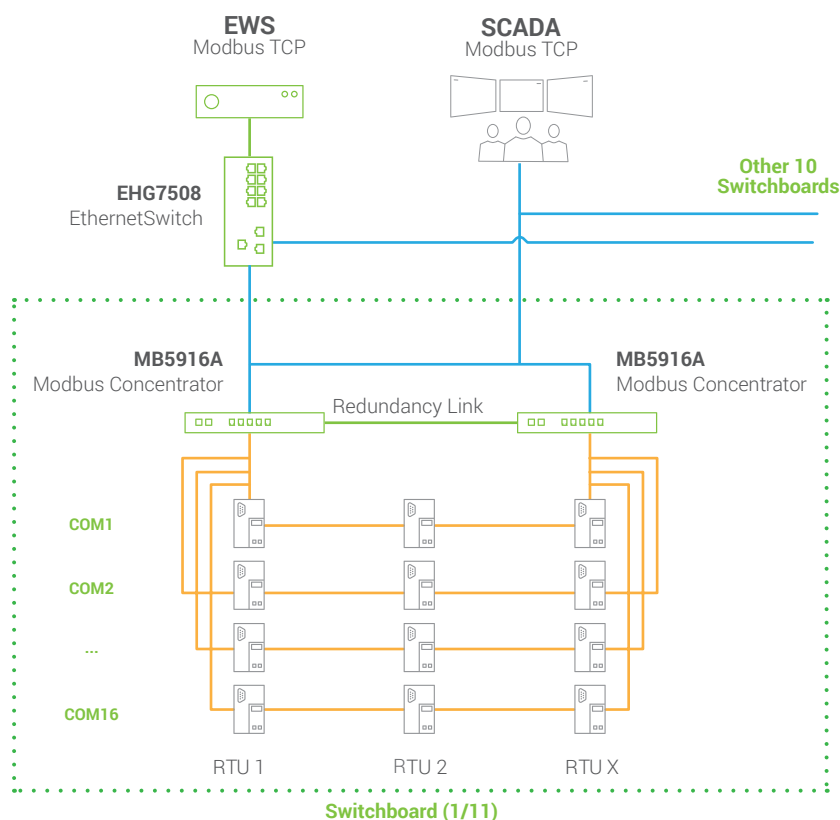 EWS
Modbus TCP
SCADA
Modbus TCP
Other 10
Switchboards
EHG7508
EthernetSwitch
MB5916A
Modbus Concentrator
MB5916A
Modbus Concentrator
Redundancy Link
COM1
COM2
...
COM16
RTU 1
RTU 2
RTU X
Switchboard (1/11)